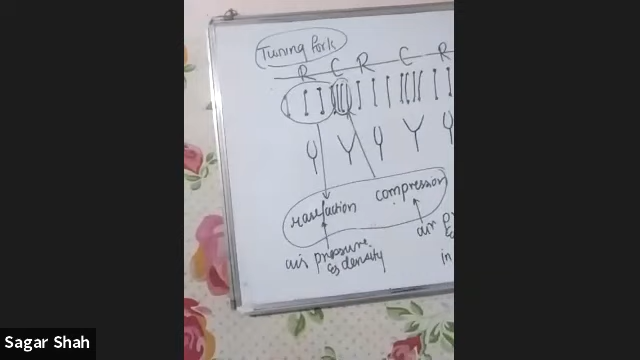 Tuning fork
R C R C R
rarefaction compression
air pressure & density
air
in
Sagar Shah